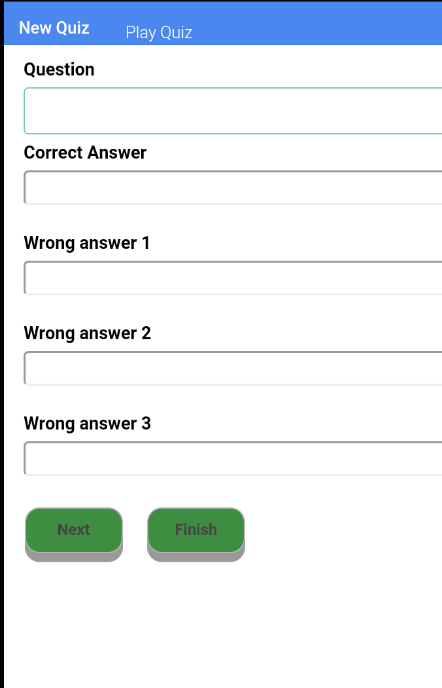 New Quiz Play Quiz
Question
Correct Answer
Wrong answer 1
Wrong answer 2
Wrong answer 3
Next Finish